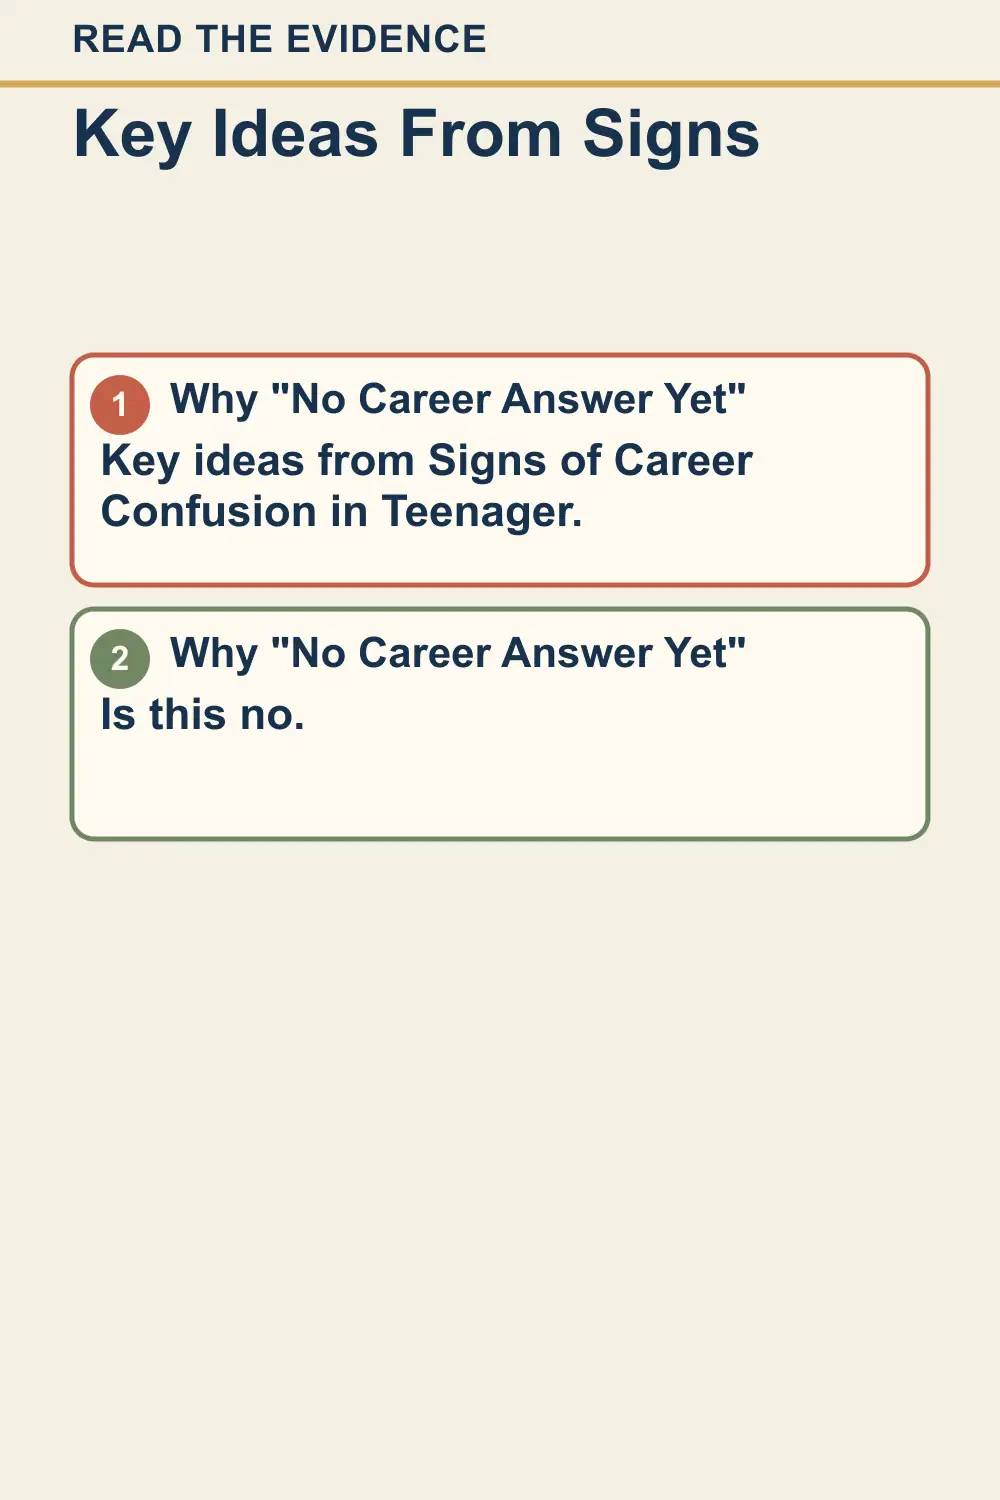 READ THE EVIDENCE
Key Ideas From Signs
1 Why "No Career Answer Yet"
Key ideas from Signs of Career
Confusion in Teenager.
2 Why "No Career Answer Yet"
Is this no.